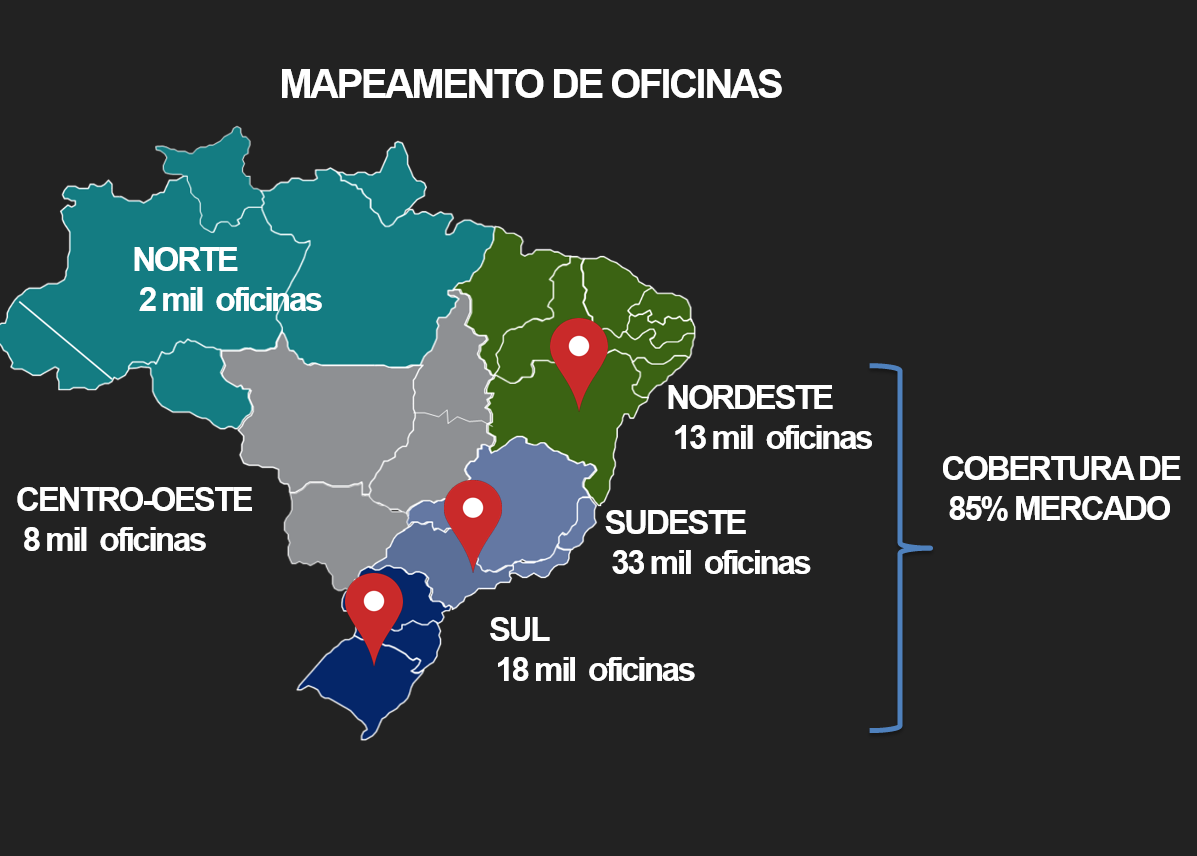 MAPEAMENTO DE OFICINAS
NORTE
2 mil oficinas
NORDESTE
13 mil oficinas
COBERTURA DE
85% MERCADO
CENTRO-OESTE
8 mil oficinas
SUDESTE
33 mil oficinas
SUL
18 mil oficinas